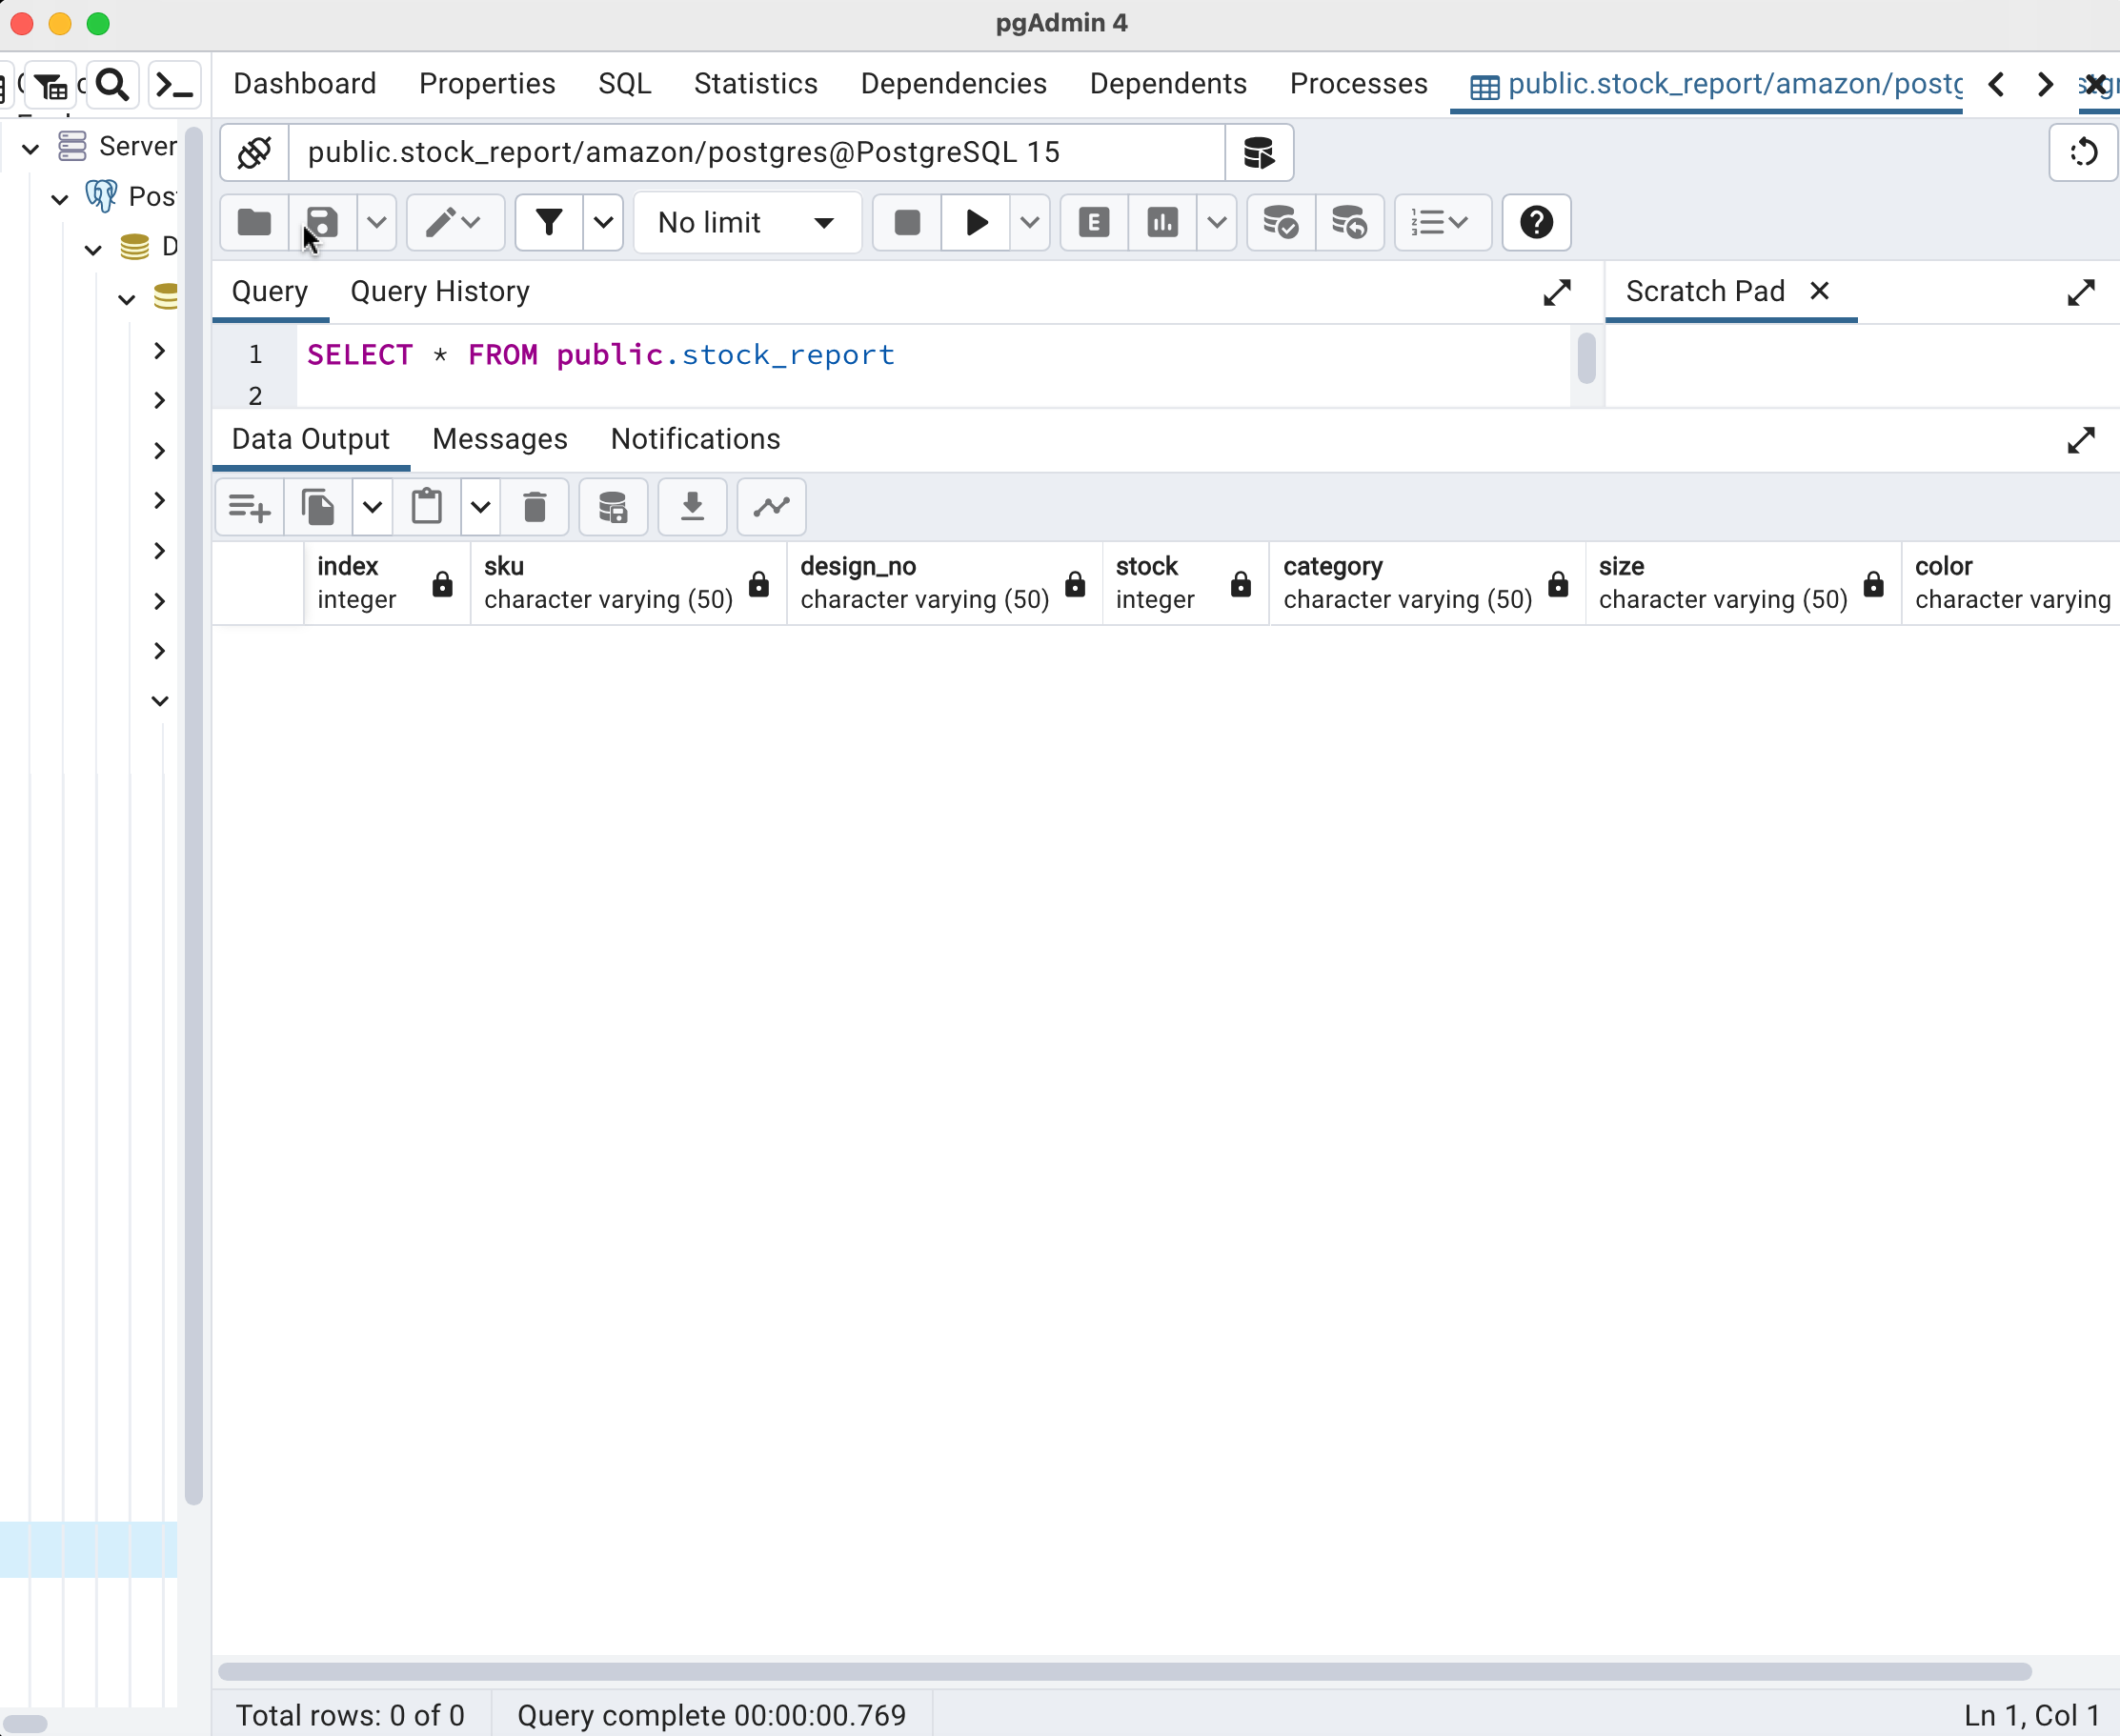 pgAdmin 4
Dashboard Properties SQL Statistics Dependencies Dependents Processes public.stock_report/amazon/postg
Server
public.stock_report/amazon/postgres@PostgreSQL 15
Pos
No limit
D
Query Query History Scratch Pad
1 SELECT * FROM public.stock_report
2
Data Output Messages Notifications
index sku design_no stock category size color
integer character varying (50) character varying (50) integer character varying (50) character varying (50) character varying
Total rows: 0 of 0 Query complete 00:00:00.769 Ln 1, Col 1